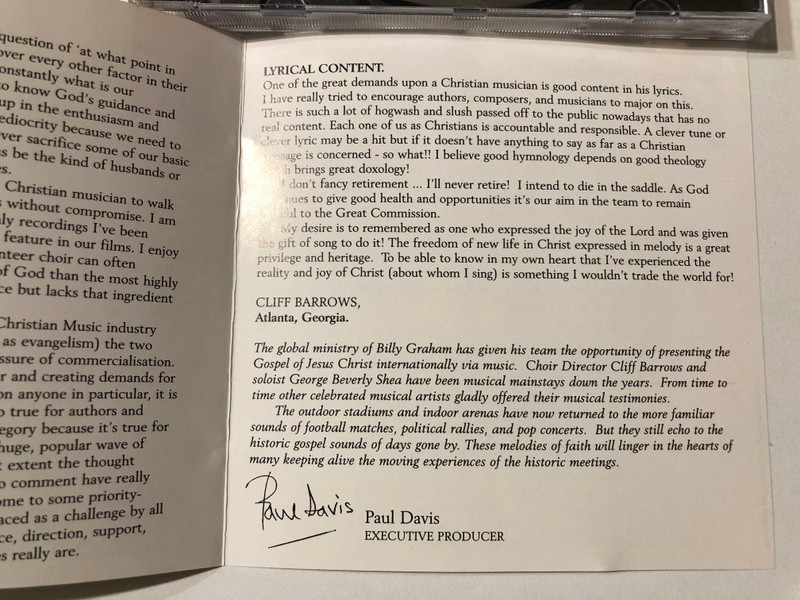 question of 'at what point in
over every other factor in their
onstantly what is our
to know God's guidance and
up in the enthusiasm and
ediocrity because we need to
ver sacrifice some of our basic
s be the kind of husbands or
es.
Christian musician to walk
s without compromise. I am
ly recordings I've been
feature in our films. I enjoy
nteer choir can often
of God than the most highly
ce but lacks that ingredient
Christian Music industry
as evangelism) the two
ssure of commercialisation.
r and creating demands for
on anyone in particular, it is
o true for authors and
egory because it's true for
huge, popular wave of
t extent the thought
o comment have really
ome to some priority-
aced as a challenge by all
ce, direction, support,
es really are.
LYRICAL CONTENT.
One of the great demands upon a Christian musician is good content in his lyrics.
I have really tried to encourage authors, composers, and musicians to major on this.
There is such a lot of hogwash and slush passed off to the public nowadays that has no
real content. Each one of us as Christians is accountable and responsible. A clever tune or
clever lyric may be a hit but if it doesn't have anything to say as far as a Christian
is concerned - so what!! I believe good hymnology depends on good theology
brings great doxology!
don't fancy retirement ... I'll never retire! I intend to die in the saddle. As God
to give good health and opportunities it's our aim in the team to remain
to the Great Commission.
My desire is to remembered as one who expressed the joy of the Lord and was given
the gift of song to do it! The freedom of new life in Christ expressed in melody is a great
privilege and heritage. To be able to know in my own heart that I've experienced the
reality and joy of Christ (about whom I sing) is something I wouldn't trade the world for!
CLIFF BARROWS,
Atlanta, Georgia.
The global ministry of Billy Graham has given his team the opportunity of presenting the
Gospel of Jesus Christ internationally via music. Choir Director Cliff Barrows and
soloist George Beverly Shea have been musical mainstays down the years. From time to
time other celebrated musical artists gladly offered their musical testimonies.
The outdoor stadiums and indoor arenas have now returned to the more familiar
sounds of football matches, political rallies, and pop concerts. But they still echo to the
historic gospel sounds of days gone by. These melodies of faith will linger in the hearts of
many keeping alive the moving experiences of the historic meetings.
Paul Davis
Paul Davis
EXECUTIVE PRODUCER